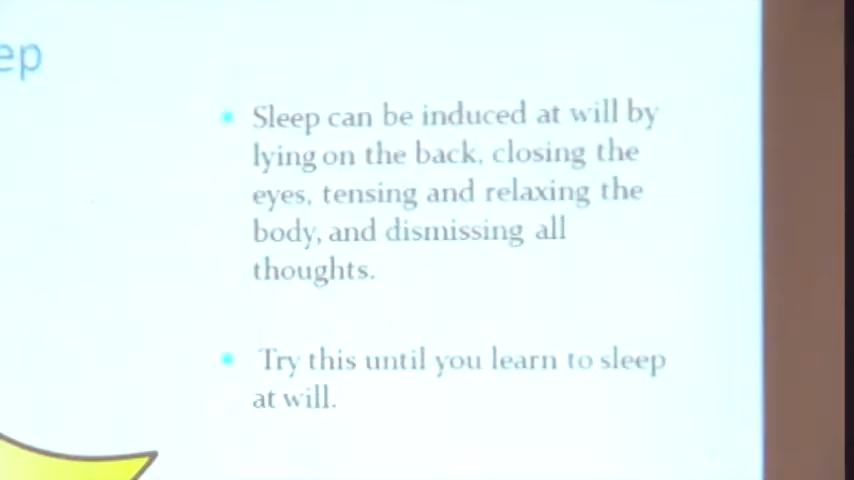 ep
Sleep can be induced at will by
lying on the back, closing the
eyes, tensing and relaxing the
body, and dismissing all
thoughts.
Try this until you learn to sleep
at will.